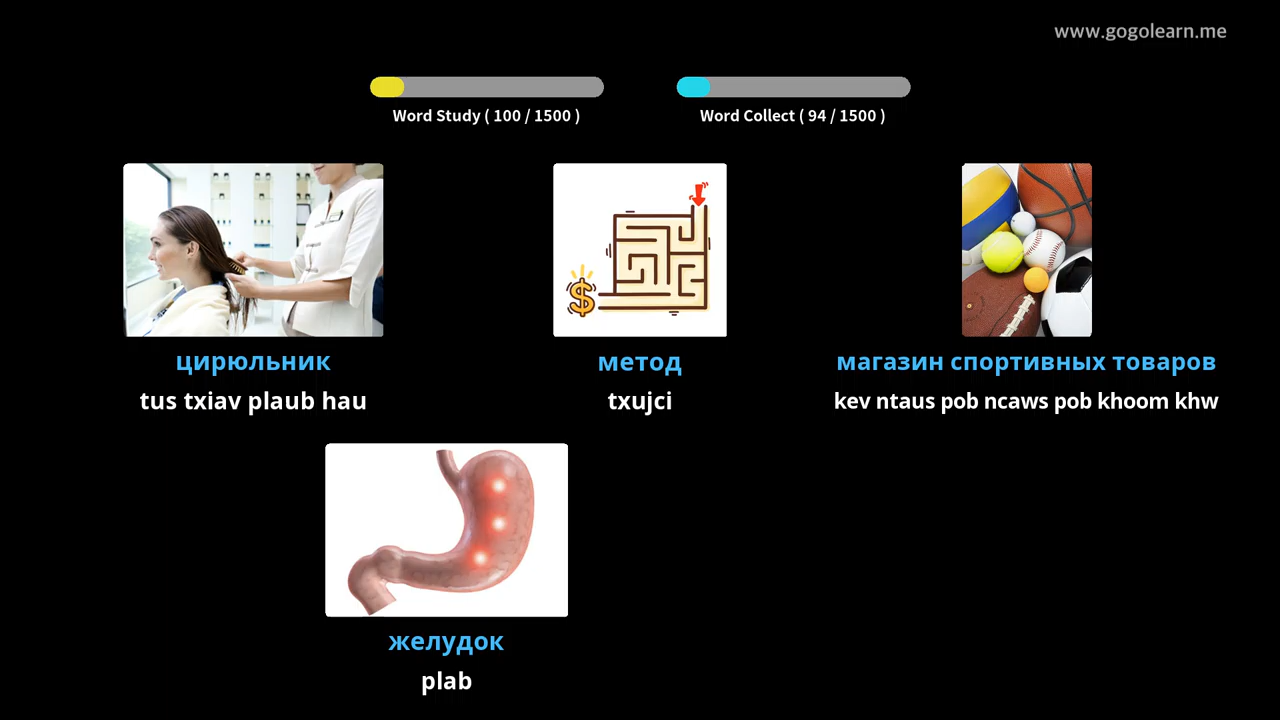 www.gogolearn.me
Word Study ( 100 / 1500 )
Word Collect ( 94 / 1500 )
цирюльник
tus txiav plaub hau
метод
txujci
магазин спортивных товаров
kev ntaus pob ncaws pob khoom khw
$
желудок
plab